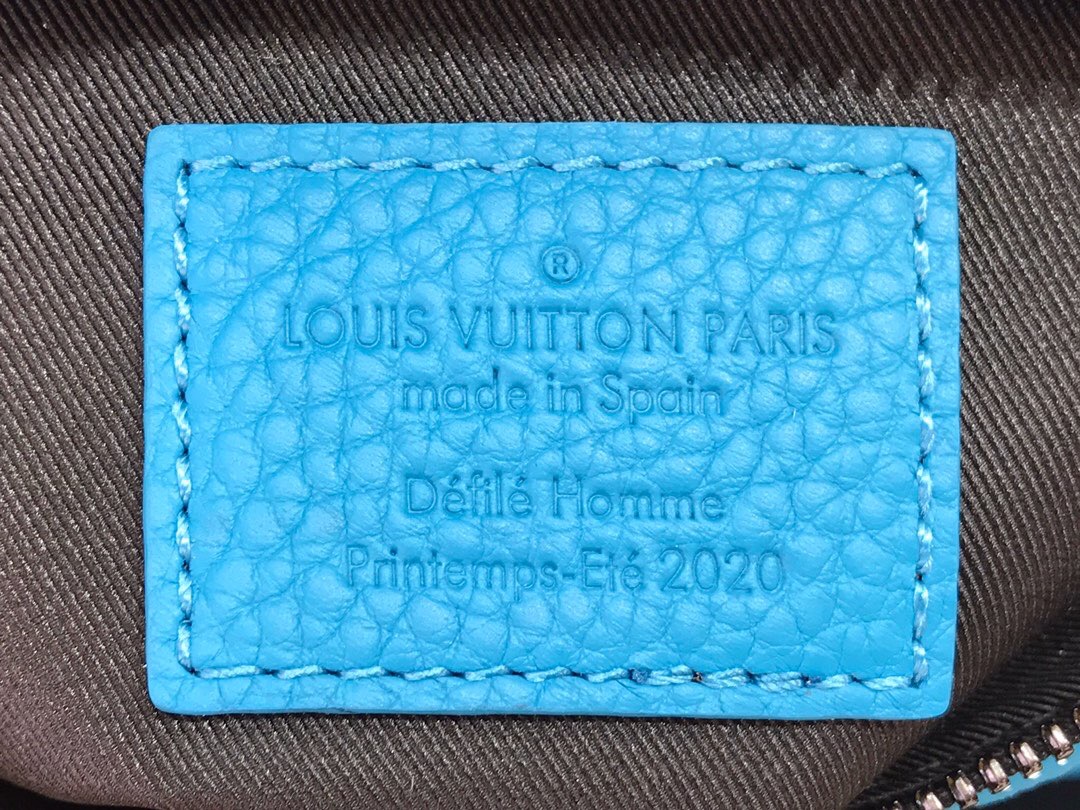 ®
LOUIS VUITTON PARIS
made in Spain
Défilé Homme
Printemps-Eté 2020